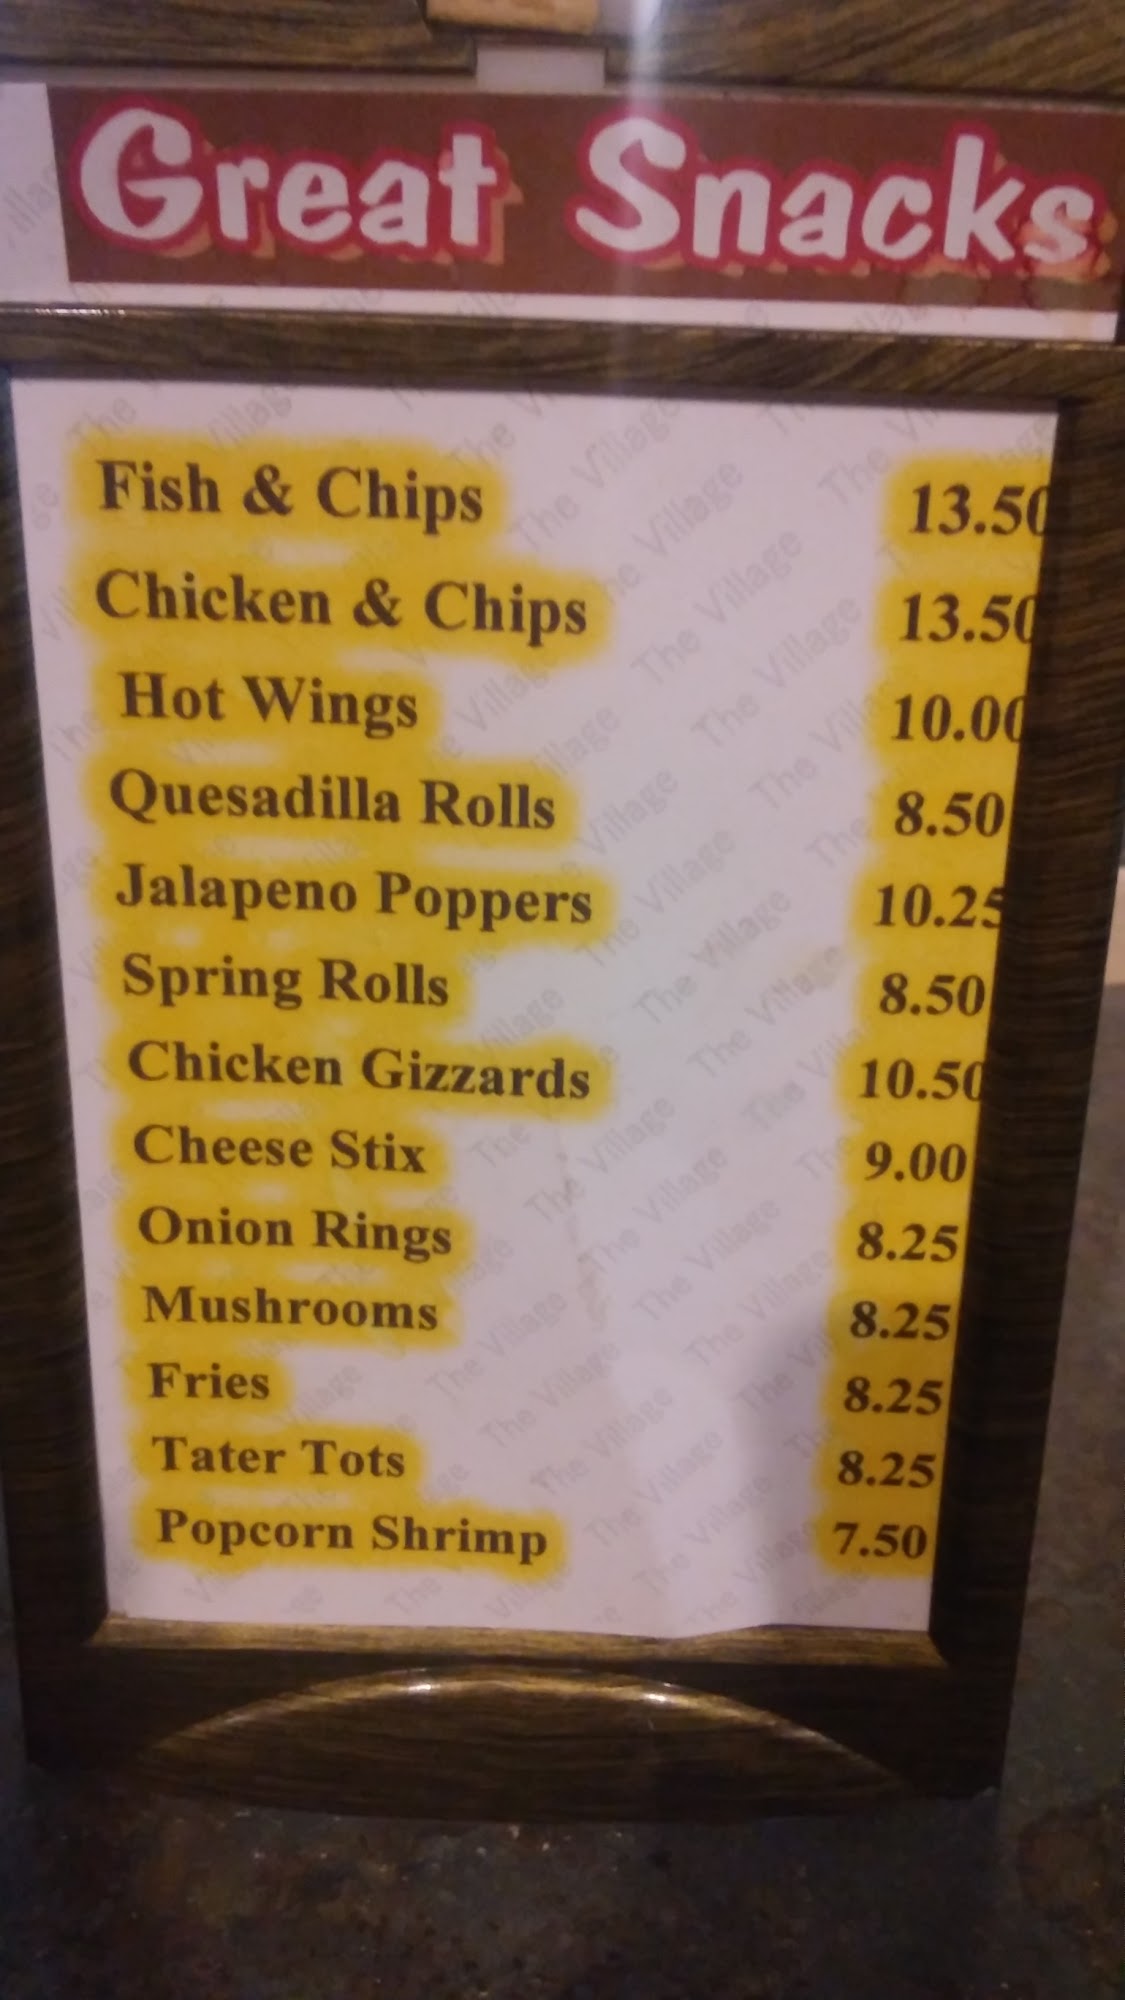 Great Snacks
Fish & Chips 13.50
Chicken & Chips 13.50
Hot Wings 10.00
Quesadilla Rolls 8.50
Jalapeno Poppers 10.25
Spring Rolls 8.50
Chicken Gizzards 10.50
Cheese Stix 9.00
Onion Rings 8.25
Mushrooms 8.25
Fries 8.25
Tater Tots 8.25
Popcorn Shrimp 7.50
The Village